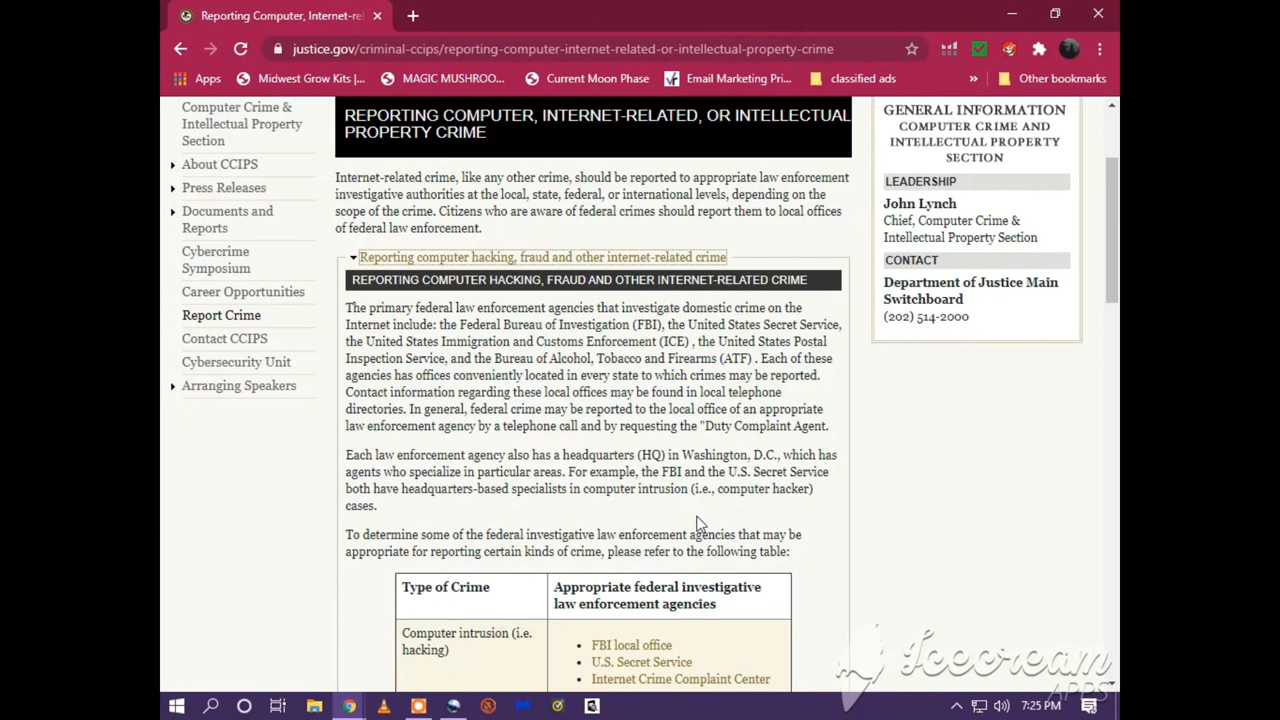 Reporting Computer, Internet-rel
justice.gov/criminal-ccips/reporting-computer-internet-related-or-intellectual-property-crime
Apps
Midwest Grow Kits |...
MAGIC MUSHROO...
Current Moon Phase
Email Marketing Pri...
classified ads
»
Other bookmarks
Computer Crime &
Intellectual Property
Section
About CCIPS
Press Releases
Documents and
Reports
Cybercrime
Symposium
Career Opportunities
Report Crime
Contact CCIPS
Cybersecurity Unit
Arranging Speakers
REPORTING COMPUTER, INTERNET-RELATED, OR INTELLECTUAL
PROPERTY CRIME
Internet-related crime, like any other crime, should be reported to appropriate law enforcement
investigative authorities at the local, state, federal, or international levels, depending on the
scope of the crime. Citizens who are aware of federal crimes should report them to local offices
of federal law enforcement.
Reporting computer hacking, fraud and other internet-related crime
REPORTING COMPUTER HACKING, FRAUD AND OTHER INTERNET-RELATED CRIME
The primary federal law enforcement agencies that investigate domestic crime on the
Internet include: the Federal Bureau of Investigation (FBI), the United States Secret Service,
the United States Immigration and Customs Enforcement (ICE) , the United States Postal
Inspection Service, and the Bureau of Alcohol, Tobacco and Firearms (ATF) . Each of these
agencies has offices conveniently located in every state to which crimes may be reported.
Contact information regarding these local offices may be found in local telephone
directories. In general, federal crime may be reported to the local office of an appropriate
law enforcement agency by a telephone call and by requesting the "Duty Complaint Agent.
Each law enforcement agency also has a headquarters (HQ) in Washington, D.C., which has
agents who specialize in particular areas. For example, the FBI and the U.S. Secret Service
both have headquarters-based specialists in computer intrusion (i.e., computer hacker)
cases.
To determine some of the federal investigative law enforcement agencies that may be
appropriate for reporting certain kinds of crime, please refer to the following table:
Type of Crime
Appropriate federal investigative
law enforcement agencies
Computer intrusion (i.e.
hacking)
FBI local office
U.S. Secret Service
Internet Crime Complaint Center
GENERAL INFORMATION
COMPUTER CRIME AND
INTELLECTUAL PROPERTY
SECTION
LEADERSHIP
John Lynch
Chief, Computer Crime &
Intellectual Property Section
CONTACT
Department of Justice Main
Switchboard
(202) 514-2000
Icecream
APPS
7:25 PM